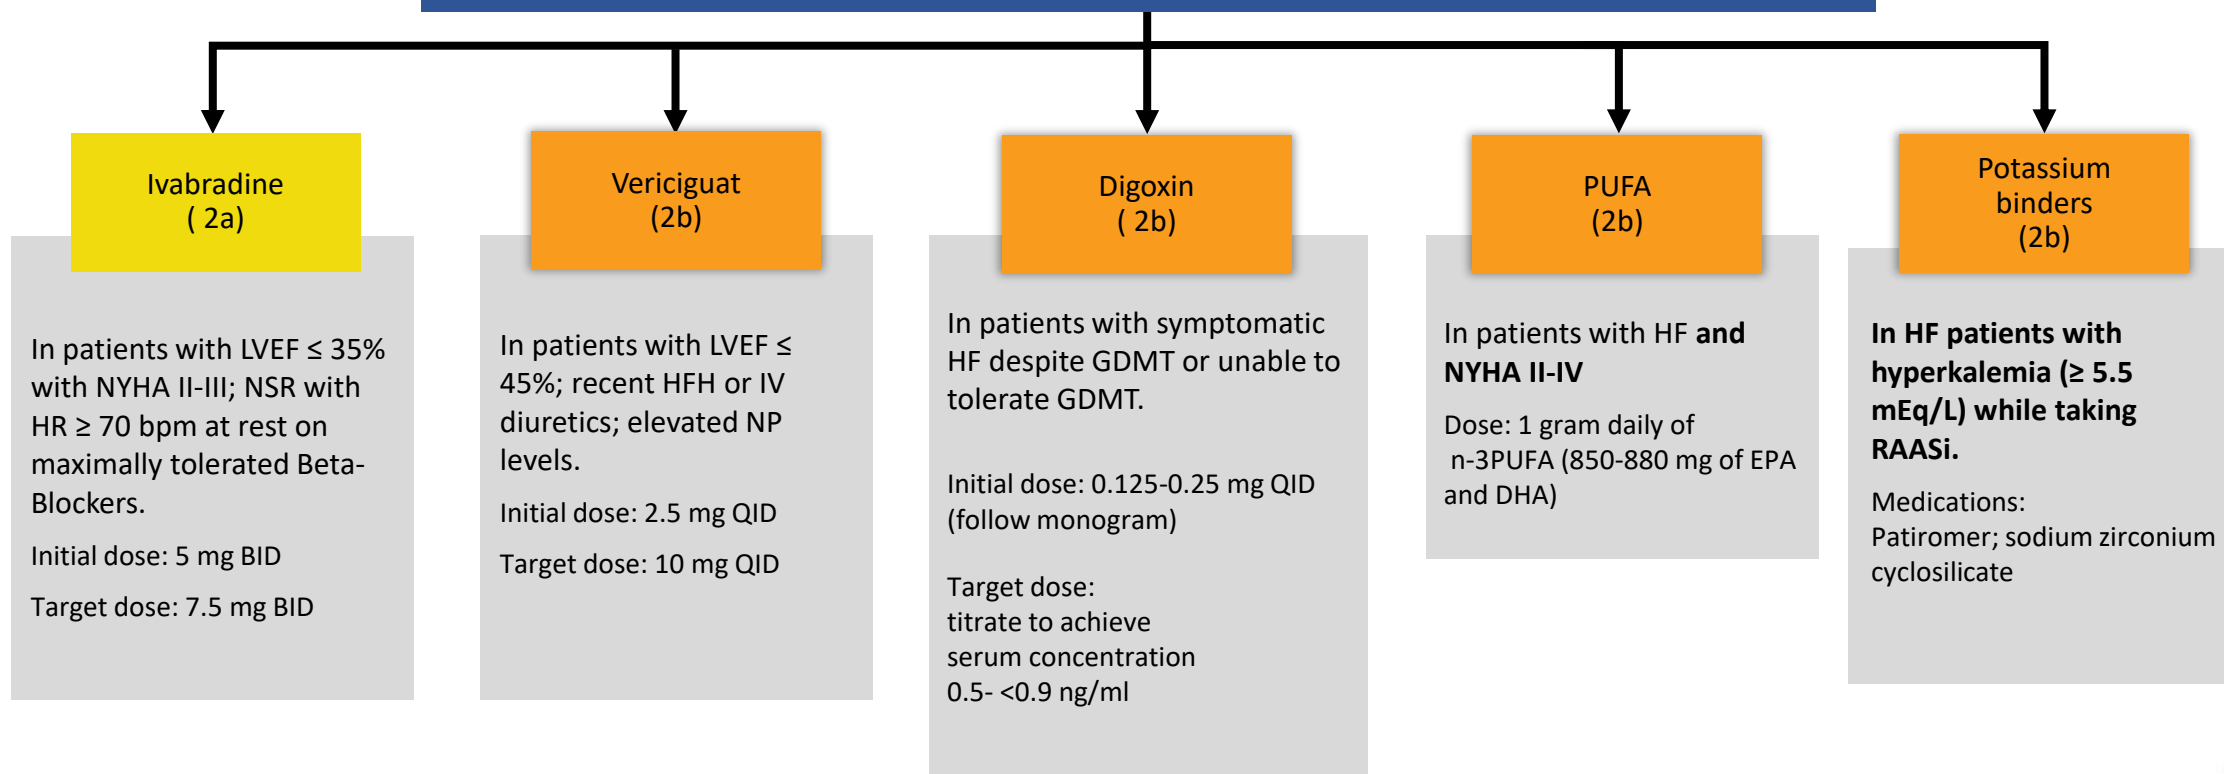 Ivabradine
( 2a)
In patients with LVEF ≤ 35%
with NYHA II-III; NSR with
HR ≥ 70 bpm at rest on
maximally tolerated Beta-
Blockers.
Initial dose: 5 mg BID
Target dose: 7.5 mg BID
Vericiguat
(2b)
In patients with LVEF ≤
45%; recent HFH or IV
diuretics; elevated NP
levels.
Initial dose: 2.5 mg QID
Target dose: 10 mg QID
Digoxin
( 2b)
In patients with symptomatic
HF despite GDMT or unable to
tolerate GDMT.
Initial dose: 0.125-0.25 mg QID
(follow monogram)
Target dose:
titrate to achieve
serum concentration
0.5- <0.9 ng/ml
PUFA
(2b)
In patients with HF and
NYHA II-IV
Dose: 1 gram daily of
n-3PUFA (850-880 mg of EPA
and DHA)
Potassium
binders
(2b)
In HF patients with
hyperkalemia (≥ 5.5
mEq/L) while taking
RAASi.
Medications:
Patiromer; sodium zirconium
cyclosilicate